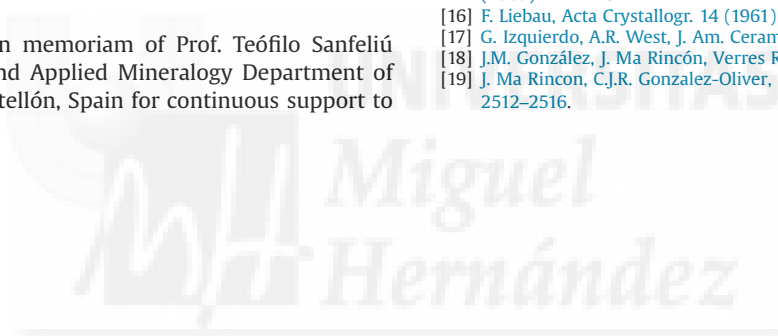 n memoriam of Prof. Teófilo Sanfeliú
nd Applied Mineralogy Department of
tellón, Spain for continuous support to
[16] F. Liebau, Acta Crystallogr. 14 (1961)
[17] G. Izquierdo, A.R. West, J. Am. Ceram
[18] J.M. González, J. Ma Rincón, Verres R
[19] J. Ma Rincon, C.J.R. Gonzalez-Oliver,
2512–2516.
UNIVERSITAS
Miguel
Hernández